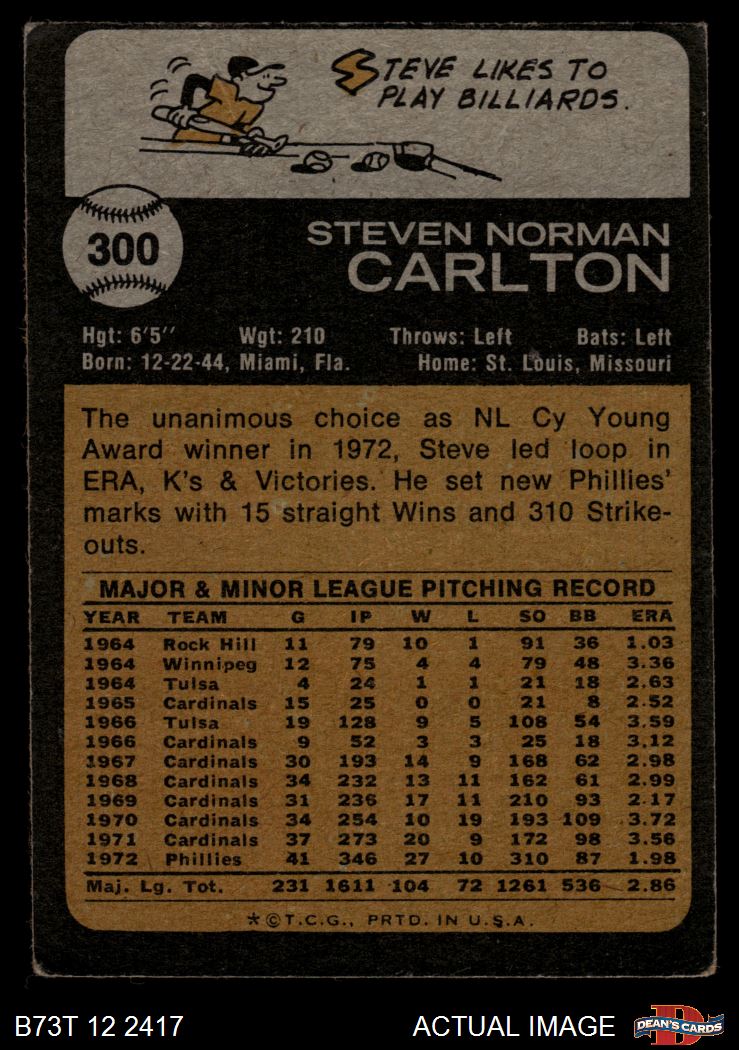 STEVE LIKES TO
PLAY BILLIARDS.
300
STEVEN NORMAN
CARLTON
Hgt: 6'5'' Wgt: 210 Throws: Left Bats: Left
Born: 12-22-44, Miami, Fla. Home: St. Louis, Missouri
The unanimous choice as NL Cy Young
Award winner in 1972, Steve led loop in
ERA, K's & Victories. He set new Phillies'
marks with 15 straight Wins and 310 Strike-
outs.
MAJOR & MINOR LEAGUE PITCHING RECORD
YEAR TEAM G IP W L SO BB ERA
1964 Rock Hill 11 79 10 1 91 36 1.03
1964 Winnipeg 12 75 4 4 79 48 3.36
1964 Tulsa 4 24 1 1 21 18 2.63
1965 Cardinals 15 25 0 0 21 8 2.52
1966 Tulsa 19 128 9 5 108 54 3.59
1966 Cardinals 9 52 3 3 25 18 3.12
1967 Cardinals 30 193 14 9 168 62 2.98
1968 Cardinals 34 232 13 11 162 61 2.99
1969 Cardinals 31 236 17 11 210 93 2.17
1970 Cardinals 34 254 10 19 193 109 3.72
1971 Cardinals 37 273 20 9 172 98 3.56
1972 Phillies 41 346 27 10 310 87 1.98
Maj. Lg. Tot. 231 1611 104 72 1261 536 2.86
*©T.C.G., PRTD. IN U.S.A.
B73T 12 2417 ACTUAL IMAGE D DEAN'S CARDS